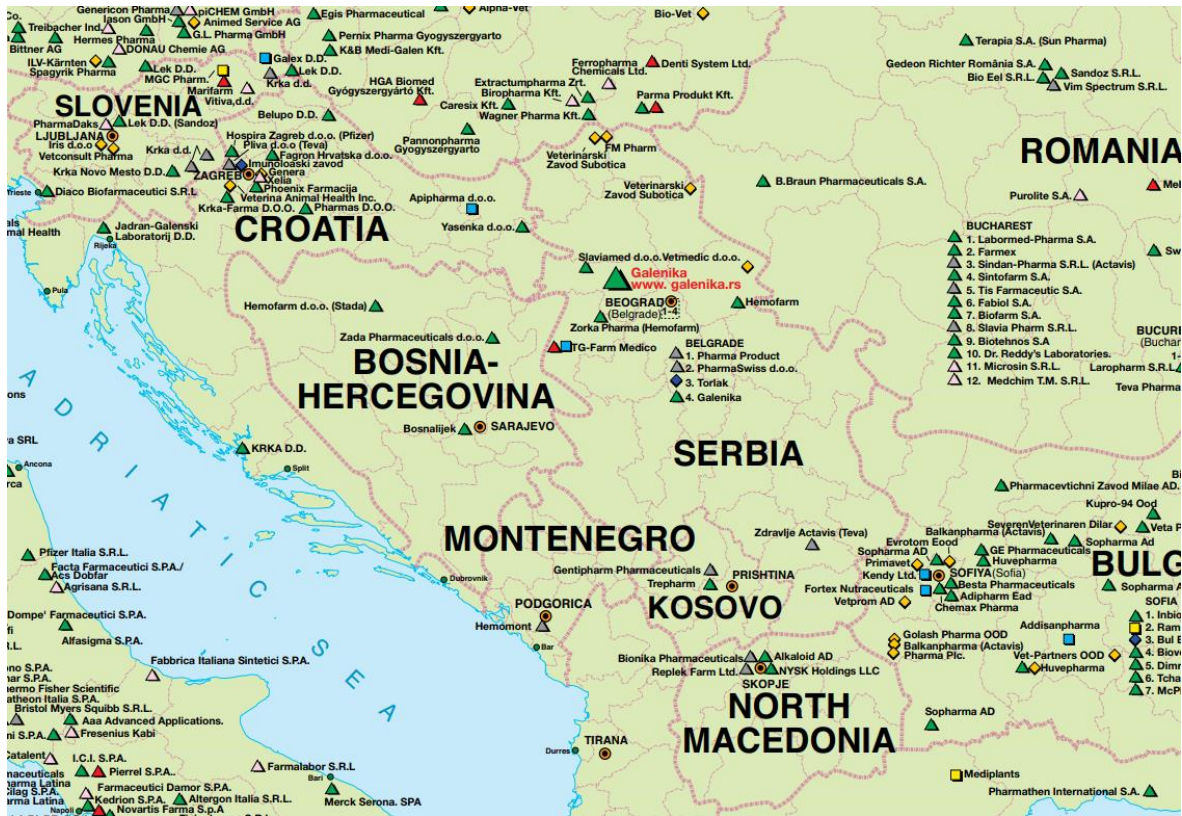 Co.
Genericon Pharma
piCHEM GmbH
Iason GmbH
Animed Service AG
Treibacher Ind.
Hermes Pharma
G.L. Pharma GmbH
Bittner AG
DONAU Chemie AG
ILV-Kärnten
Spagyrik Pharma
Lek D.D.
MGC Pharm.
Marifarm
Vitiva,d.d.
Galex D.D.
Lek D.D.
Krka d.d.
Egis Pharmaceutical
Pernix Pharma Gyogyszergyarto
K&B Medi-Galen Kft.
HGA Biomed
Gyógyszergyártó Kft.
Alpha-Vet
Bio-Vet
Ferropharma
Chemicals Ltd.
Denti System Ltd.
Extractumpharma Zrt.
Biropharma Kft.
Caresix Kft.
Wagner Pharma Kft.
Parma Produkt Kft.
Pannonpharma
Gyogyszergyarto
FM Pharm
Veterinarski
Zavod Subotica
Veterinarski
Zavod Subotica
Terapia S.A. (Sun Pharma)
Gedeon Richter România S.A.
Bio Eel S.R.L.
Sandoz S.R.L.
Vim Spectrum S.R.L.
ROMANIA
B.Braun Pharmaceuticals S.A.
Purolite S.A.
SLOVENIA
PharmaDaks
Lek D.D. (Sandoz)
LJUBLJANA
Iris d.o.o
Vetconsult Pharma
Belupo D.D.
Hospira Zagreb d.o.o (Pfizer)
Pliva d.o.o (Teva)
Krka d.d.
Fagron Hrvatska d.o.o.
Imunoloaski zavod
Krka Novo Mesto D.D.
ZAGREB
Genera
Xelia
Phoenix Farmacija
Trieste
Diaco Biofarmaceutici S.R.L
Veterina Animal Health Inc.
Krka-Farma D.O.O.
Pharmas D.O.O.
Apipharma d.o.o.
Yasenka d.o.o.
Jadran-Galenski
Laboratorij D.D.
Rijeka
CROATIA
Pula
Slaviamed d.o.o.
Vetmedic d.o.o.
Galenika
www. galenika.rs
BEOGRAD
(Belgrade)
1-4
Hemofarm
Zorka Pharma (Hemofarm)
Hemofarm d.o.o. (Stada)
Zada Pharmaceuticals d.o.o.
TG-Farm Medico
BELGRADE
1. Pharma Product
2. PharmaSwiss d.o.o.
3. Torlak
4. Galenika
BUCHAREST
1. Labormed-Pharma S.A.
2. Farmex
3. Sindan-Pharma S.R.L. (Actavis)
4. Sintofarm S.A.
5. Tis Farmaceutic S.A.
6. Fabiol S.A.
7. Biofarm S.A.
8. Slavia Pharm S.R.L.
9. Biotehnos S.A
10. Dr. Reddy's Laboratories.
11. Microsin S.R.L.
12. Medchim T.M. S.R.L.
Laropharm S.R.L.
BOSNIA-
HERCEGOVINA
Bosnalijek
SARAJEVO
KRKA D.D.
Split
SERBIA
ADRIATIC SEA
Ancona
MONTENEGRO
Dubrovnik
PODGORICA
Hemomont
Bar
Zdravlje Actavis (Teva)
Gentipharm Pharmaceuticals
Trepharm
PRISHTINA
KOSOVO
Pharmacevtichni Zavod Milae AD.
Kupro-94 Ood
SeverenVeterinaren Dilar
Balkanpharma
(Actavis)
Evrotom Eood
Sopharma AD
Sopharma Ad
GE Pharmaceuticals
Huvepharma
Primavet
Kendy Ltd.
SOFIYA (Sofia)
Fortex Nutraceuticals
Besta Pharmaceuticals
Adipharm Ead
Chemax Pharma
Vetprom AD
Addisanpharma
Golash Pharma OOD
Balkanpharma (Actavis)
Pharma Plc.
Vet-Partners OOD
Huvepharma
SOFIA
Bionika Pharmaceuticals
Alkaloid AD
Replek Farm Ltd.
NYSK Holdings LLC
SKOPJE
NORTH
MACEDONIA
Sopharma AD
Mediplants
Pharmathen International S.A.
TIRANA
Durres
Pfizer Italia S.R.L.
Facta Farmaceutici S.P.A./
Acs Dobfar
Agrisana S.R.L.
Dompe' Farmaceutici S.P.A.
Alfasigma S.P.A.
Fabbrica Italiana Sintetici S.P.A.
Bristol Myers Squibb S.R.L.
Aaa Advanced Applications.
Fresenius Kabi
Catalent
I.C.I. S.P.A.
Pierrel S.P.A..
Farmalabor S.R.L
Bari
Farmaceutici Damor S.P.A.
Kedrion S.P.A.
Altergon Italia S.R.L.
Merck Serona. SPA
Napoli
Novartis Farma S.p.A